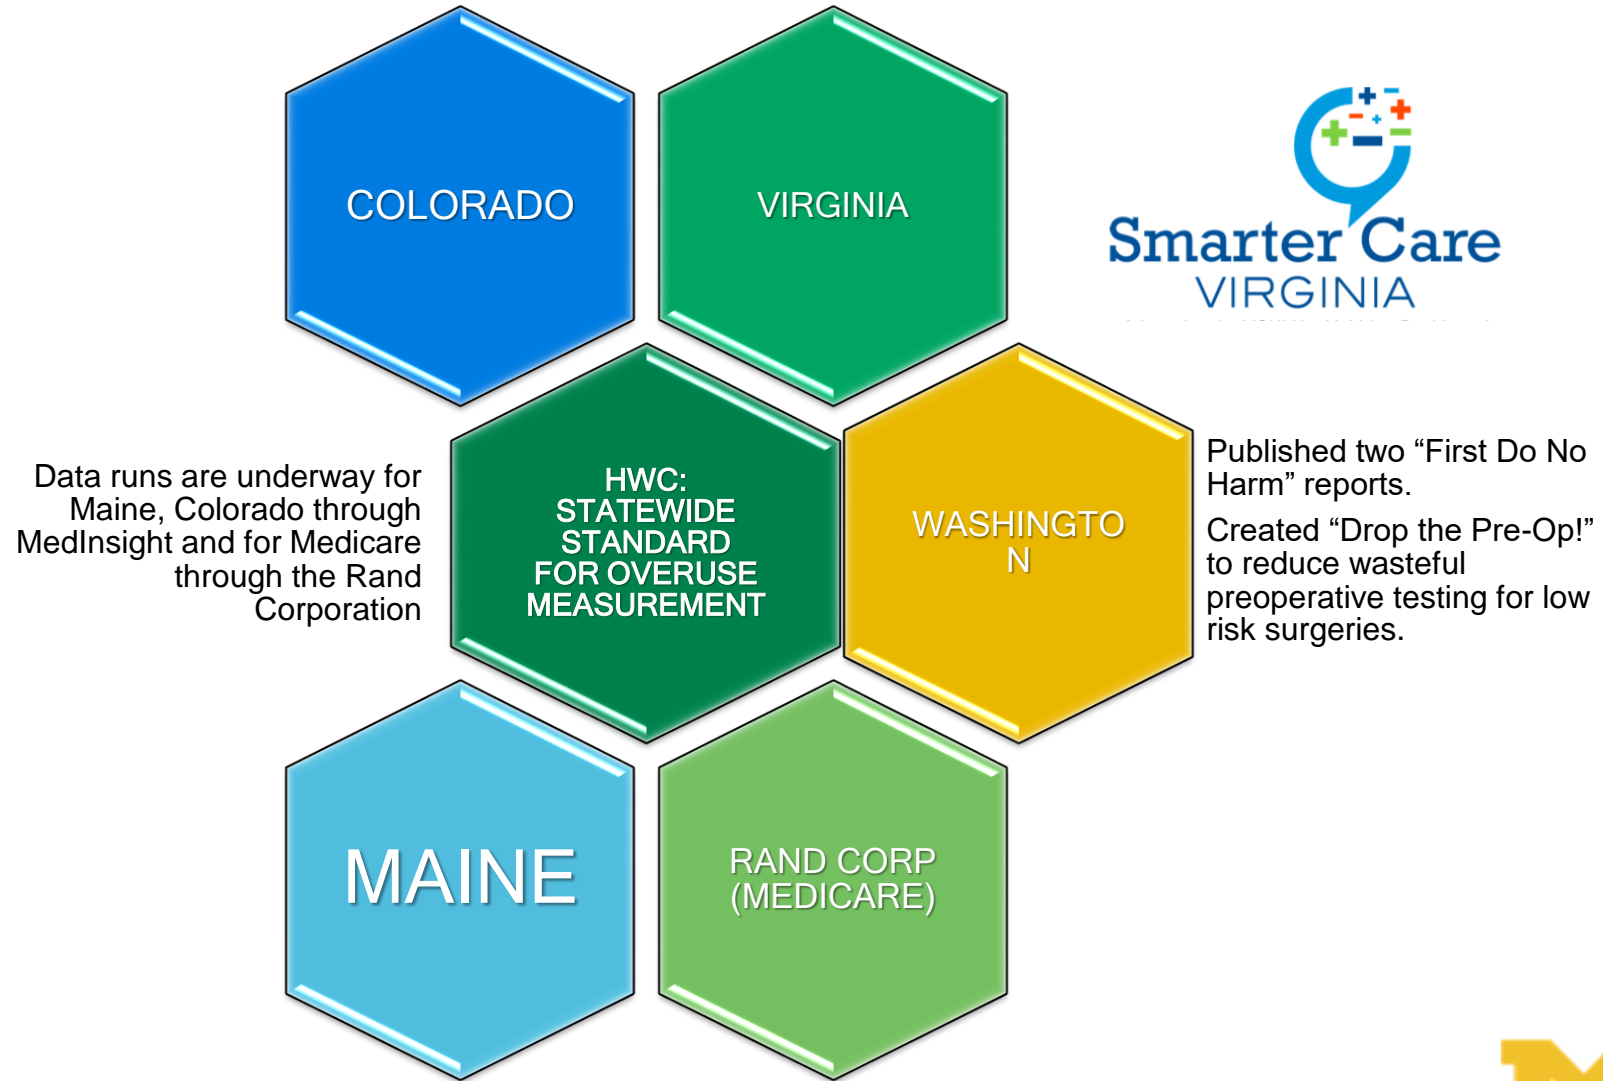 COLORADO
VIRGINIA
Smarter Care
VIRGINIA
Data runs are underway for
Maine, Colorado through
MedInsight and for Medicare
through the Rand
Corporation
HWC:
STATEWIDE
STANDARD
FOR OVERUSE
MEASUREMENT
WASHINGTO
N
Published two “First Do No
Harm” reports.
Created “Drop the Pre-Op!”
to reduce wasteful
preoperative testing for low
risk surgeries.
MAINE
RAND CORP
(MEDICARE)